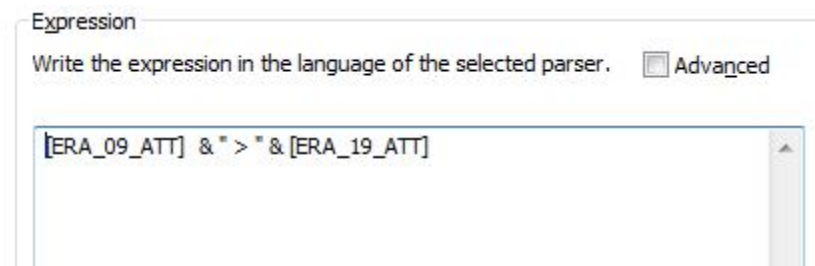 Expression
Write the expression in the language of the selected parser. Advanced
[ERA_09_ATT]  & " > " & [ERA_19_ATT]